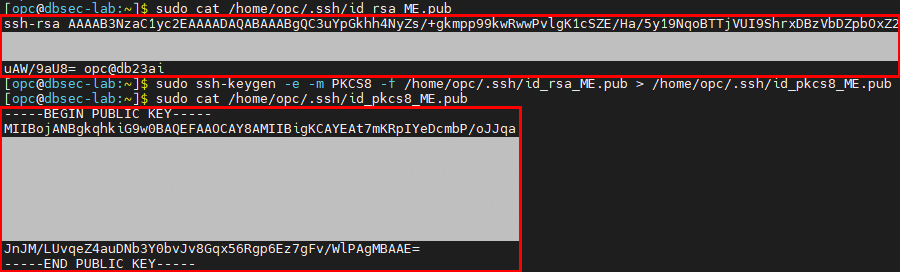 [opc@dbsec-lab:~]$ sudo cat /home/opc/.ssh/id_rsa_ME.pub
ssh-rsa AAAAB3NzaC1yc2EAAAADAQABAAABgQC3uYpGkhh4NyZs/+gkmpp99kwRwwPvlgK1cSZE/Ha/5y19NqoBTTjVUI9ShrxDBzVbDZpbOxZ2
uAW/9aU8= opc@db23ai
[opc@dbsec-lab:~]$ sudo ssh-keygen -e -m PKCS8 -f /home/opc/.ssh/id_rsa_ME.pub > /home/opc/.ssh/id_pkcs8_ME.pub
[opc@dbsec-lab:~]$ sudo cat /home/opc/.ssh/id_pkcs8_ME.pub
-----BEGIN PUBLIC KEY-----
MIIBojANBgkqhkiG9w0BAQEFAAOCAY8AMIIBigKCAYEAt7mKRpIYeDcmbP/oJJqa
JnJM/LUvqeZ4auDNb3Y0bvJv8Gqx56Rgp6Ez7gFv/WlPAgMBAAE=
-----END PUBLIC KEY-----